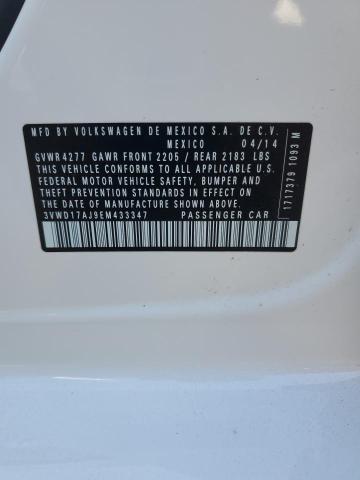 MFD BY VOLKSWAGEN DE MEXICO S.A. DE C.V.
MEXICO 04/14
GVWR 4277 GAWR FRONT 2205 / REAR 2183 LBS
THIS VEHICLE CONFORMS TO ALL APPLICABLE U.S.
FEDERAL MOTOR VEHICLE SAFETY, BUMPER, AND
THEFT PREVENTION STANDARDS IN EFFECT ON THE
DATE OF MANUFACTURE SHOWN ABOVE.
3VWD17AJ9EM433347 PASSENGER CAR
1717379 1093 M